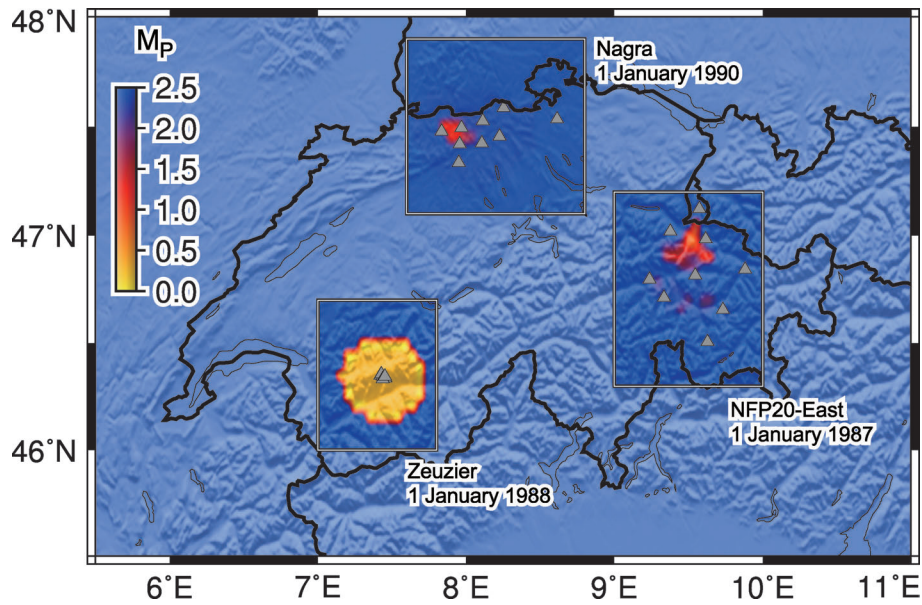 48°N
47°N
46°N
M_P
2.5
2.0
1.5
1.0
0.5
0.0
Nagra
1 January 1990
NFP20-East
1 January 1987
Zeuzier
1 January 1988
6°E
7°E
8°E
9°E
10°E
11°E